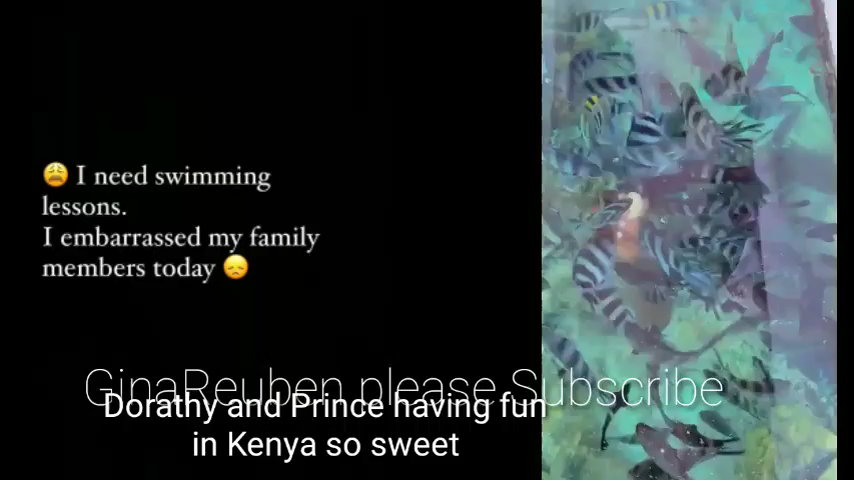 😩 I need swimming
lessons.
I embarrassed my family
members today 😞
GinaReuben please Subscribe
Dorathy and Prince having fun
in Kenya so sweet